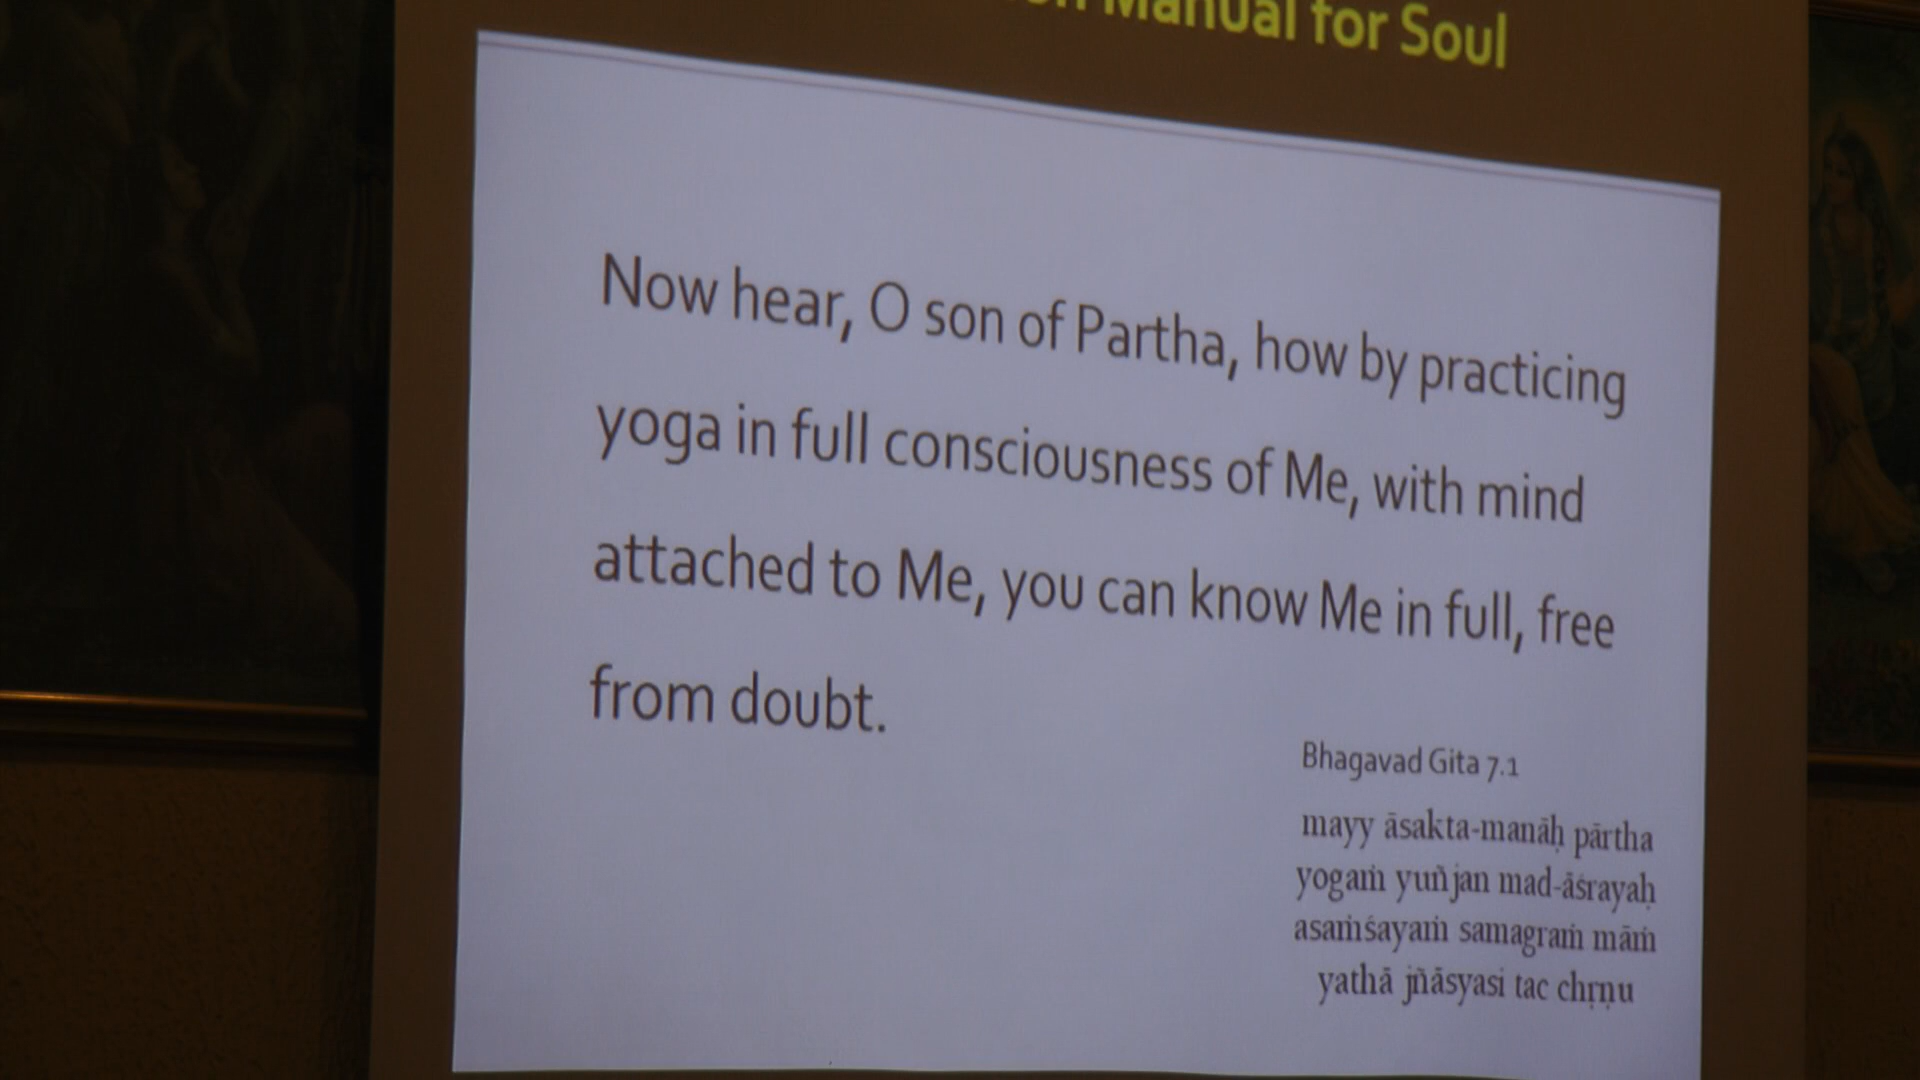 Manual for Soul
Now hear, O son of Partha, how by practicing
yoga in full consciousness of Me, with mind
attached to Me, you can know Me in full, free
from doubt.
Bhagavad Gita 7.1
mayy āsakta-manāḥ pārtha
yogaṁ yuñjan mad-āśrayaḥ
asaṁśayaṁ samagraṁ māṁ
yathā jñāsyasi tac chṛṇu